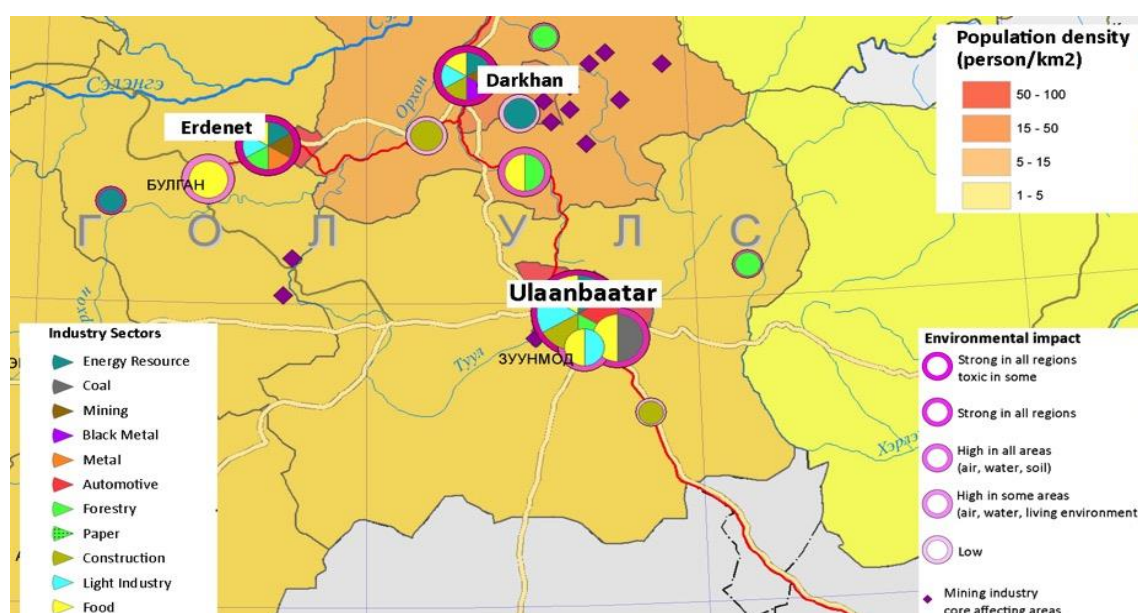 Population density
(person/km2)
50 - 100
15 - 50
5 - 15
1 - 5
Сэлэнгэ
Орхон
Darkhan
Erdenet
БУЛГАН
Г О Л У Л С
Ulaanbaatar
ЗУУНМОД
Туул
Industry Sectors
Energy Resource
Coal
Mining
Black Metal
Metal
Automotive
Forestry
Paper
Construction
Light Industry
Food
Environmental impact
Strong in all regions
toxic in some
Strong in all regions
High in all areas
(air, water, soil)
High in some areas
(air, water, living environment
Low
Mining industry
core affecting areas